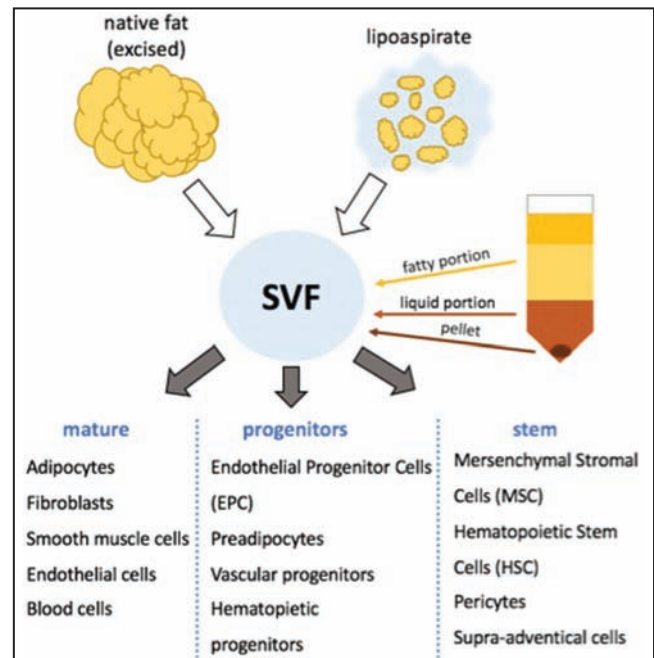 native fat
(excised)
lipoaspirate
SVF
fatty portion
liquid portion
pellet
mature
Adipocytes
Fibroblasts
Smooth muscle cells
Endothelial cells
Blood cells
progenitors
Endothelial Progenitor Cells
(EPC)
Preadipocytes
Vascular progenitors
Hematopietic
progenitors
stem
Mersenchymal Stromal
Cells (MSC)
Hematopoietic Stem
Cells (HSC)
Pericytes
Supra-adventical cells